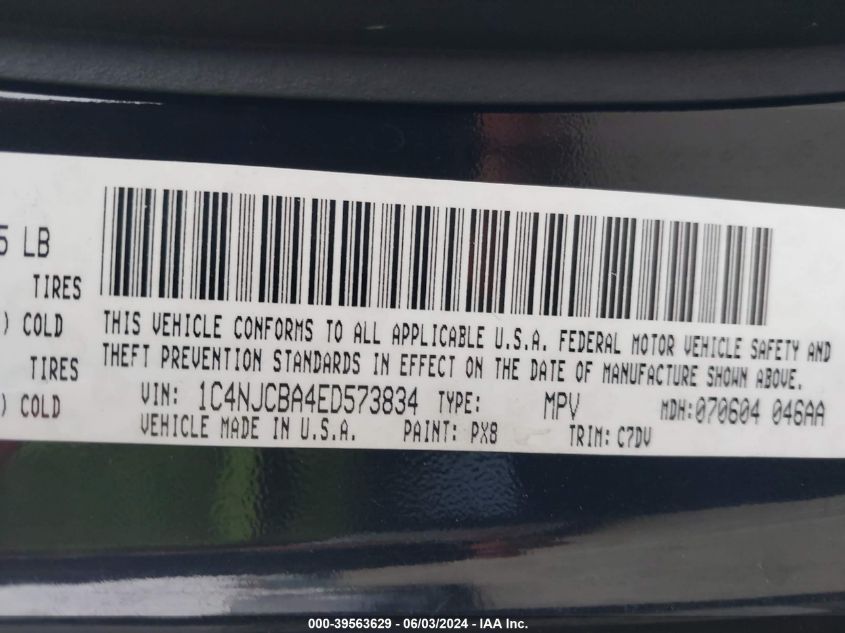 5 LB
TIRES
) COLD
TIRES
) COLD
THIS VEHICLE CONFORMS TO ALL APPLICABLE U.S.A. FEDERAL MOTOR VEHICLE SAFETY AND
THEFT PREVENTION STANDARDS IN EFFECT ON THE DATE OF MANUFACTURE SHOWN ABOVE.
VIN: 1C4NJCBA4ED573834 TYPE: MPV MDH:070604 046AA
VEHICLE MADE IN U.S.A. PAINT: PX8 TRIM: C7DV
000-39563629 - 06/03/2024 - IAA Inc.